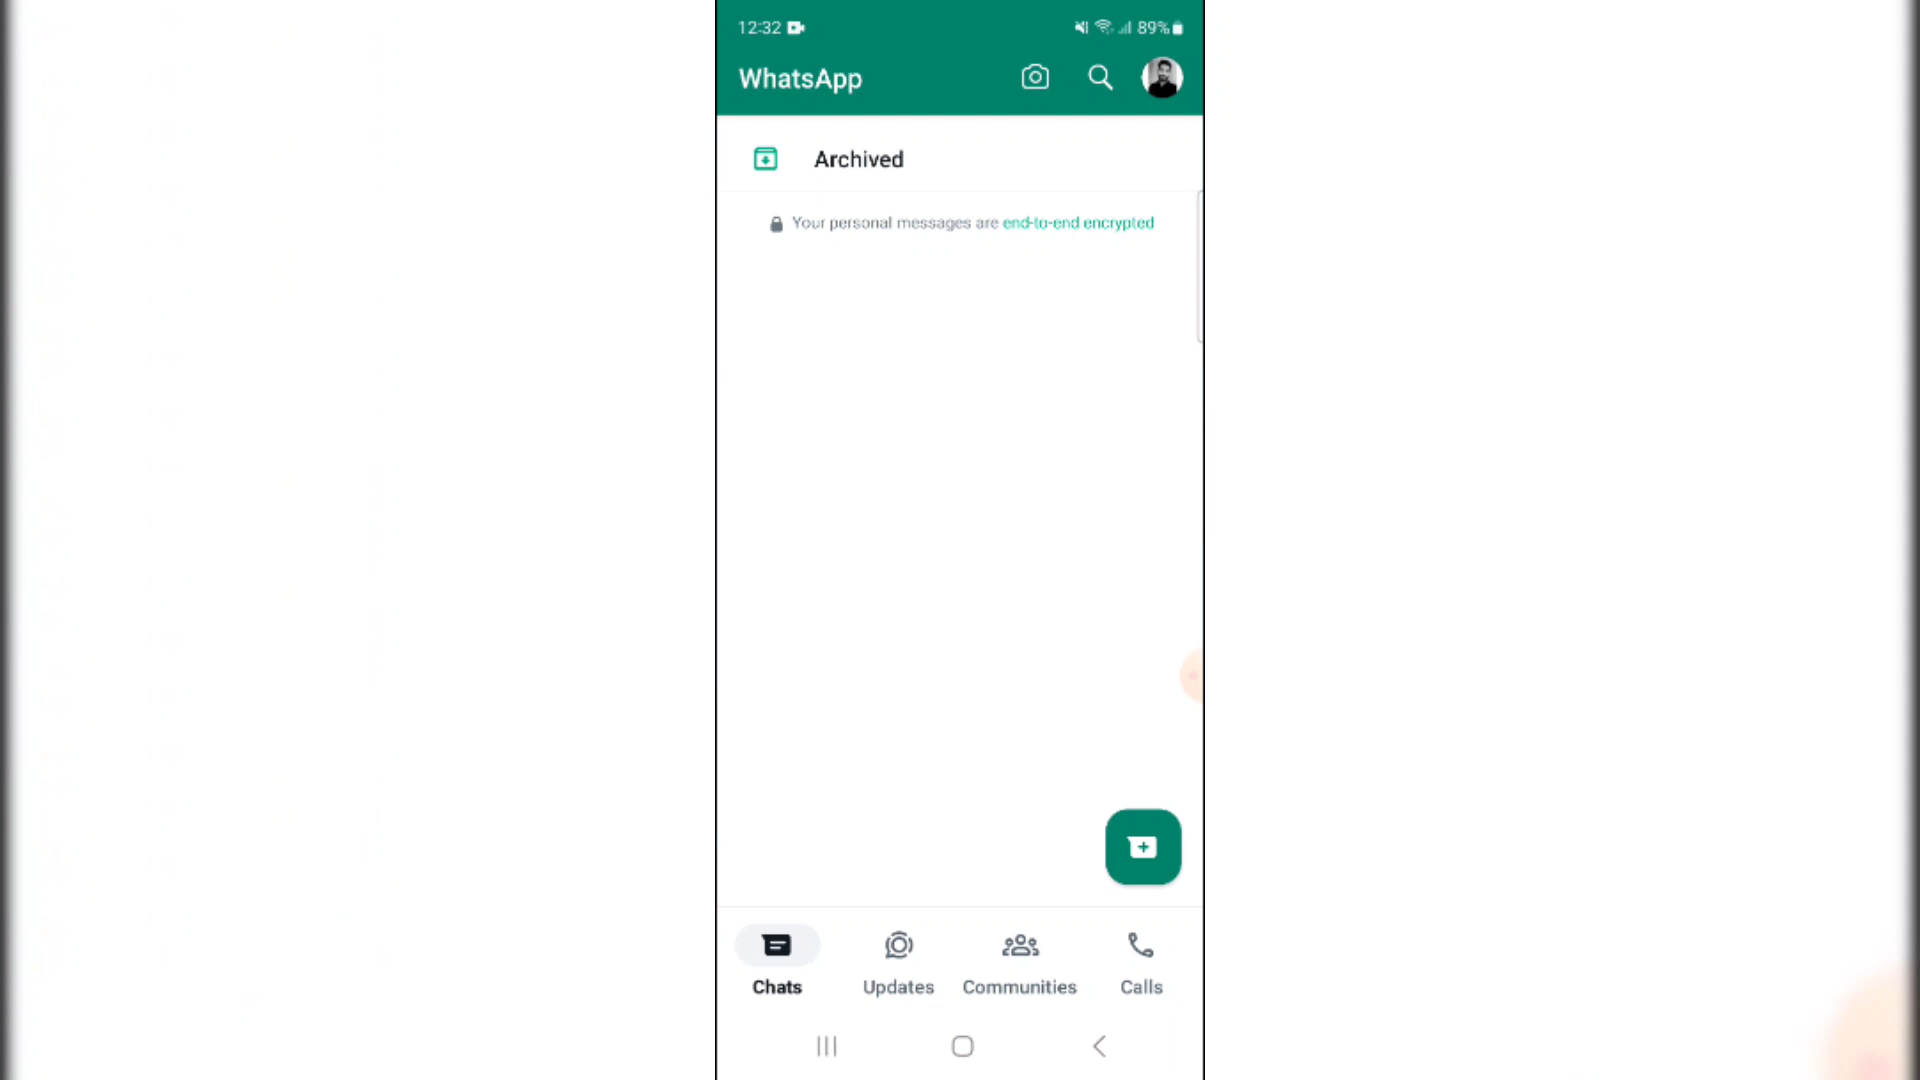 12:32 89%
WhatsApp
Archived
Your personal messages are end-to-end encrypted
Chats Updates Communities Calls